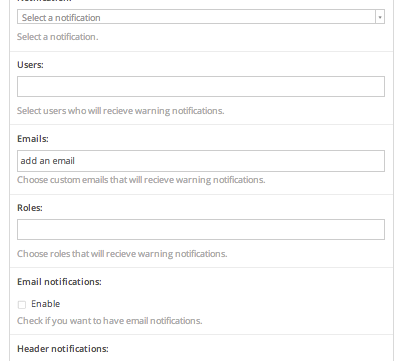 Notification:
Select a notification
Select a notification.
Users:
Select users who will recieve warning notifications.
Emails:
add an email
Choose custom emails that will recieve warning notifications.
Roles:
Choose roles that will recieve warning notifications.
Email notifications:
Enable
Check if you want to have email notifications.
Header notifications: